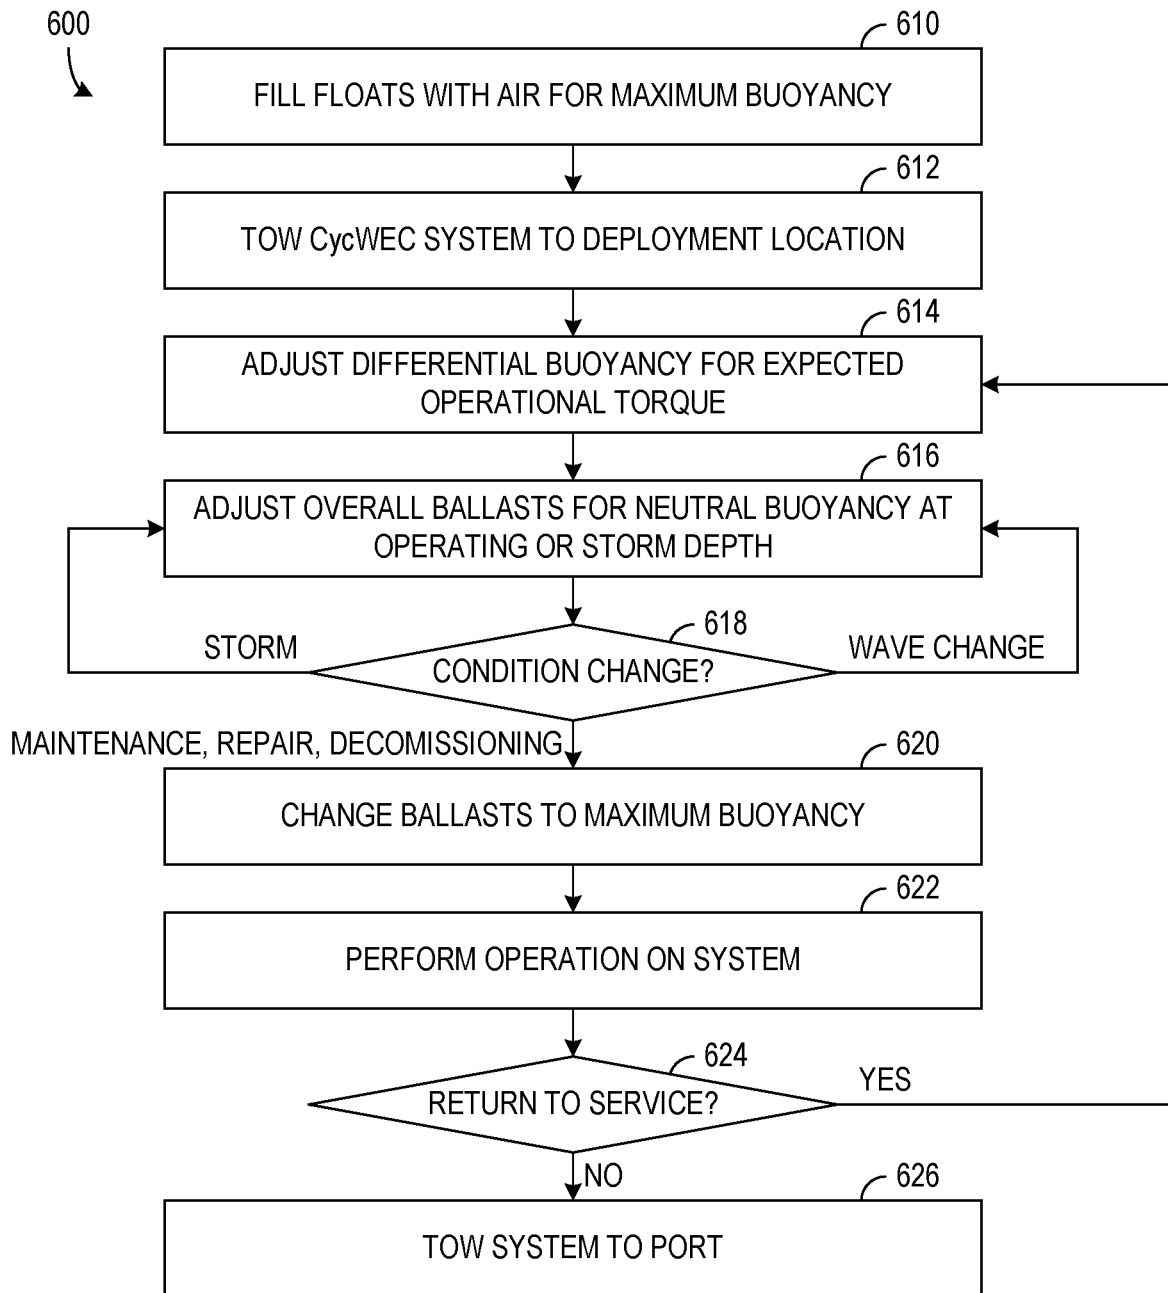 600
610
FILL FLOATS WITH AIR FOR MAXIMUM BUOYANCY
612
TOW CycWEC SYSTEM TO DEPLOYMENT LOCATION
614
ADJUST DIFFERENTIAL BUOYANCY FOR EXPECTED
OPERATIONAL TORQUE
616
ADJUST OVERALL BALLASTS FOR NEUTRAL BUOYANCY AT
OPERATING OR STORM DEPTH
618
STORM
CONDITION CHANGE?
WAVE CHANGE
MAINTENANCE, REPAIR, DECOMISSIONING
620
CHANGE BALLASTS TO MAXIMUM BUOYANCY
622
PERFORM OPERATION ON SYSTEM
624
RETURN TO SERVICE?
YES
NO
626
TOW SYSTEM TO PORT